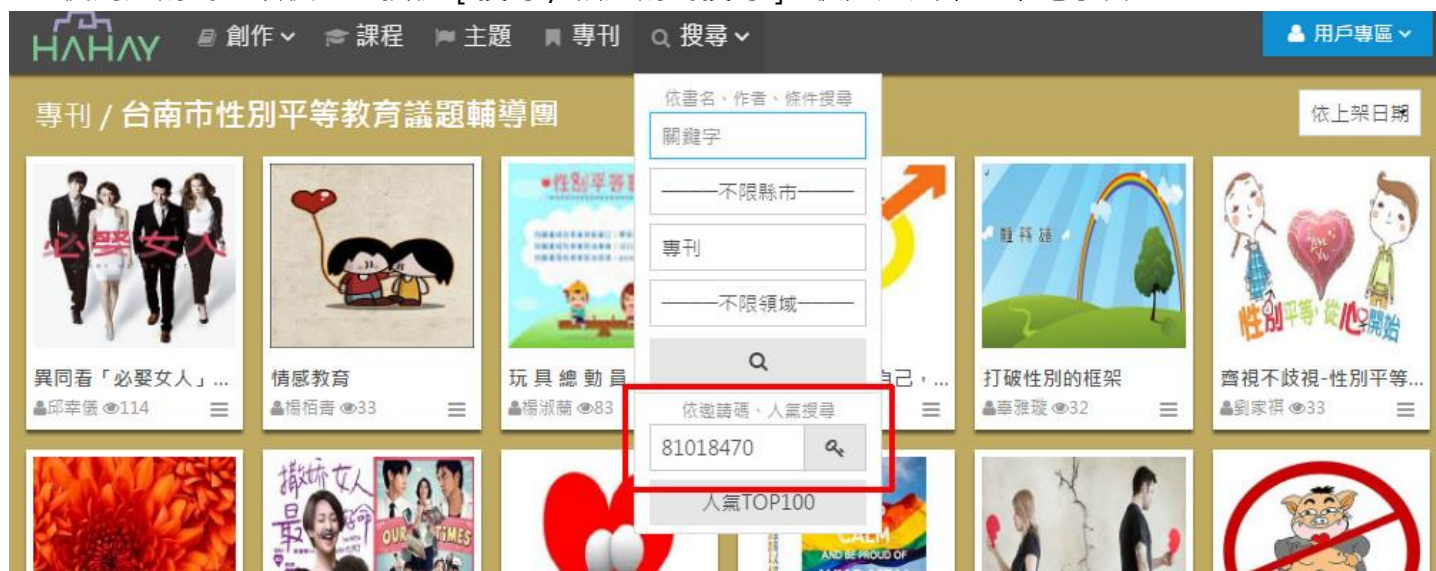 HAHAY 創作 課程 主題 專刊 搜尋 用戶專區
專刊 / 台南市性別平等教育議題輔導團
依上架日期
依書名、作者、條件搜尋
關鍵字
———不限縣市———
專刊
———不限領域———
依邀請碼、人氣搜尋
81018470
人氣TOP100
必娶女人
性別平等
性別平等,從心開始
異同看「必娶女人」...
邱幸儀 114
情感教育
楊栢青 33
玩具總動員
楊淑蘭 83
自己,...
打破性別的框架
辜雅璇 32
齊視不歧視-性別平等...
劉家祺 33
撒嬌女人
最好命
OUR TIMES
CALM
AND BE PROUD OF